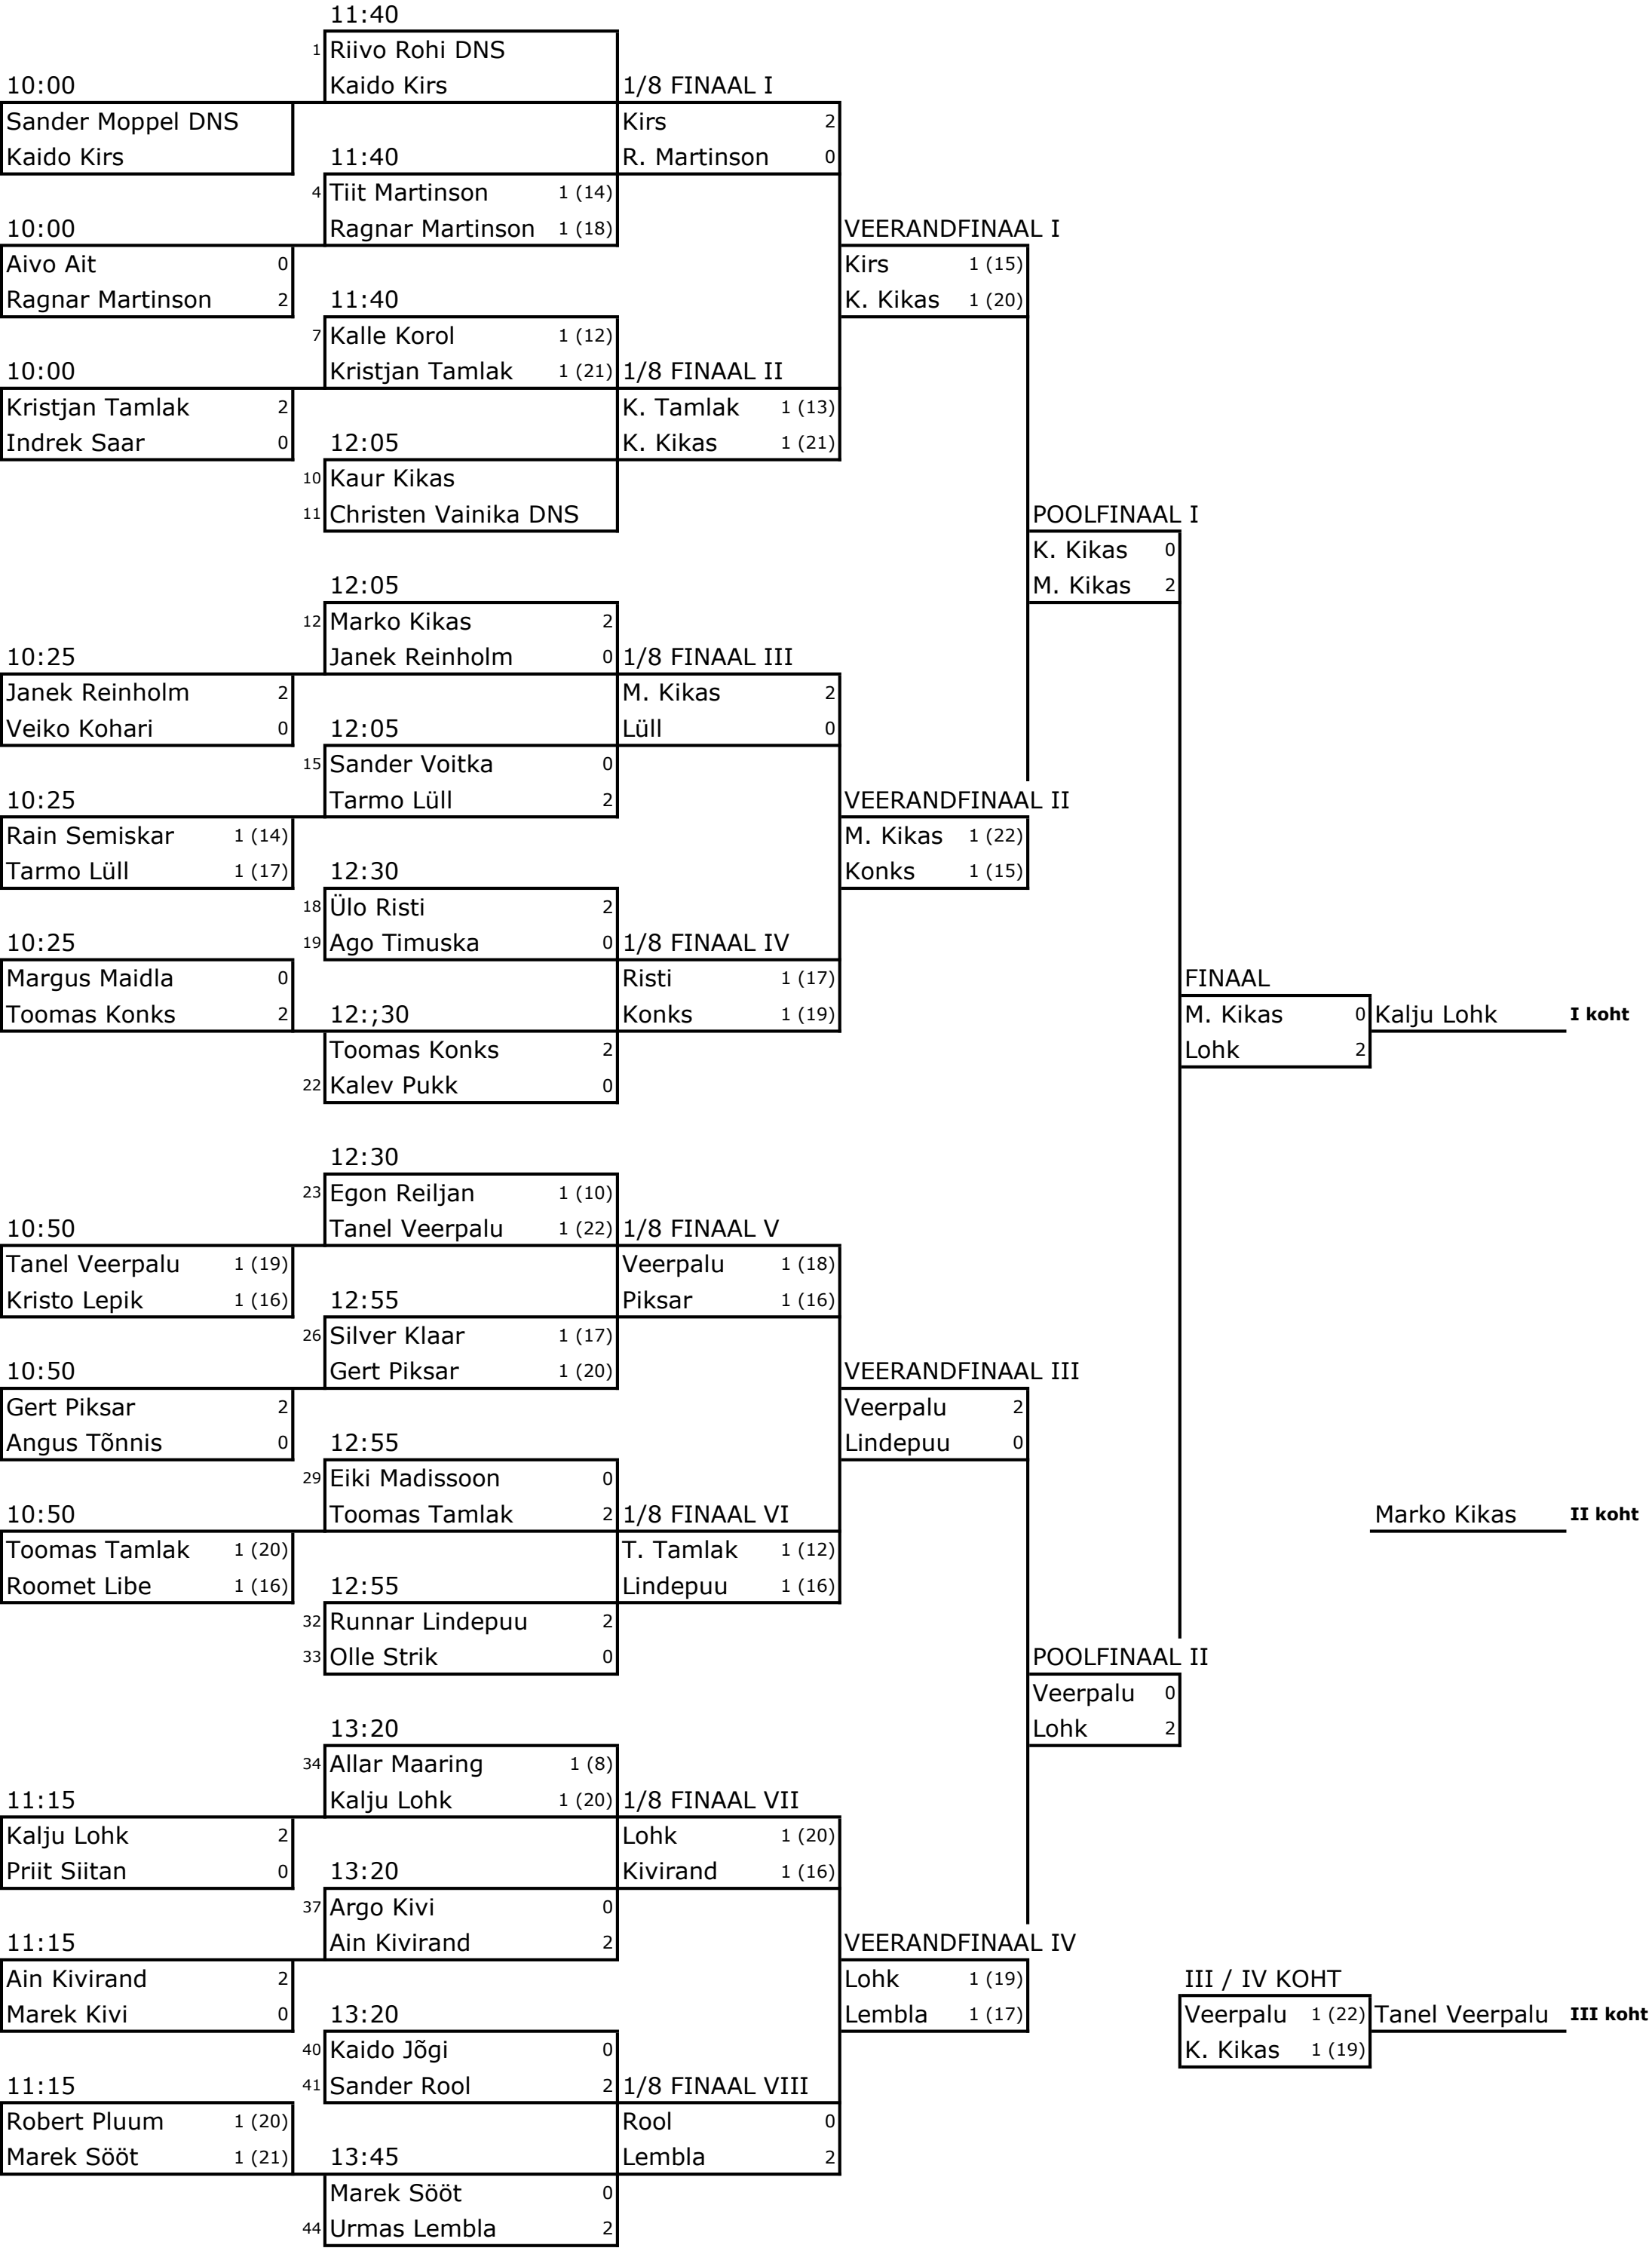 11:40
1 Riivo Rohi DNS
10:00 Kaido Kirs 1/8 FINAAL I
Sander Moppel DNS Kirs 2
Kaido Kirs 11:40 R. Martinson 0
4 Tiit Martinson 1 (14)
10:00 Ragnar Martinson 1 (18) VEERANDFINAAL I
Aivo Ait 0 Kirs 1 (15)
Ragnar Martinson 2 11:40 K. Kikas 1 (20)
7 Kalle Korol 1 (12)
10:00 Kristjan Tamlak 1 (21) 1/8 FINAAL II
Kristjan Tamlak 2 K. Tamlak 1 (13)
Indrek Saar 0 12:05 K. Kikas 1 (21)
10 Kaur Kikas
11 Christen Vainika DNS POOLFINAAL I
K. Kikas 0
12:05 M. Kikas 2
12 Marko Kikas 2
10:25 Janek Reinholm 0 1/8 FINAAL III
Janek Reinholm 2 M. Kikas 2
Veiko Kohari 0 12:05 Lüll 0
15 Sander Voitka 0
10:25 Tarmo Lüll 2 VEERANDFINAAL II
Rain Semiskar 1 (14) M. Kikas 1 (22)
Tarmo Lüll 1 (17) 12:30 Konks 1 (15)
18 Ülo Risti 2
10:25 19 Ago Timuska 0 1/8 FINAAL IV
Margus Maidla 0 Risti 1 (17) FINAAL
Toomas Konks 2 12:;30 Konks 1 (19) M. Kikas 0 Kalju Lohk I koht
Toomas Konks 2 Lohk 2
22 Kalev Pukk 0
12:30
23 Egon Reiljan 1 (10)
10:50 Tanel Veerpalu 1 (22) 1/8 FINAAL V
Tanel Veerpalu 1 (19) Veerpalu 1 (18)
Kristo Lepik 1 (16) 12:55 Piksar 1 (16)
26 Silver Klaar 1 (17)
10:50 Gert Piksar 1 (20) VEERANDFINAAL III
Gert Piksar 2 Veerpalu 2
Angus Tõnnis 0 12:55 Lindepuu 0
29 Eiki Madissoon 0
10:50 Toomas Tamlak 2 1/8 FINAAL VI Marko Kikas II koht
Toomas Tamlak 1 (20) T. Tamlak 1 (12)
Roomet Libe 1 (16) 12:55 Lindepuu 1 (16)
32 Runnar Lindepuu 2
33 Olle Strik 0 POOLFINAAL II
Veerpalu 0
13:20 Lohk 2
34 Allar Maaring 1 (8)
11:15 Kalju Lohk 1 (20) 1/8 FINAAL VII
Kalju Lohk 2 Lohk 1 (20)
Priit Siitan 0 13:20 Kivirand 1 (16)
37 Argo Kivi 0
11:15 Ain Kivirand 2 VEERANDFINAAL IV
Ain Kivirand 2 Lohk 1 (19) III / IV KOHT
Marek Kivi 0 13:20 Lembla 1 (17) Veerpalu 1 (22) Tanel Veerpalu III koht
40 Kaido Jõgi 0 K. Kikas 1 (19)
11:15 41 Sander Rool 2 1/8 FINAAL VIII
Robert Pluum 1 (20) Rool 0
Marek Sööt 1 (21) 13:45 Lembla 2
Marek Sööt 0
44 Urmas Lembla 2